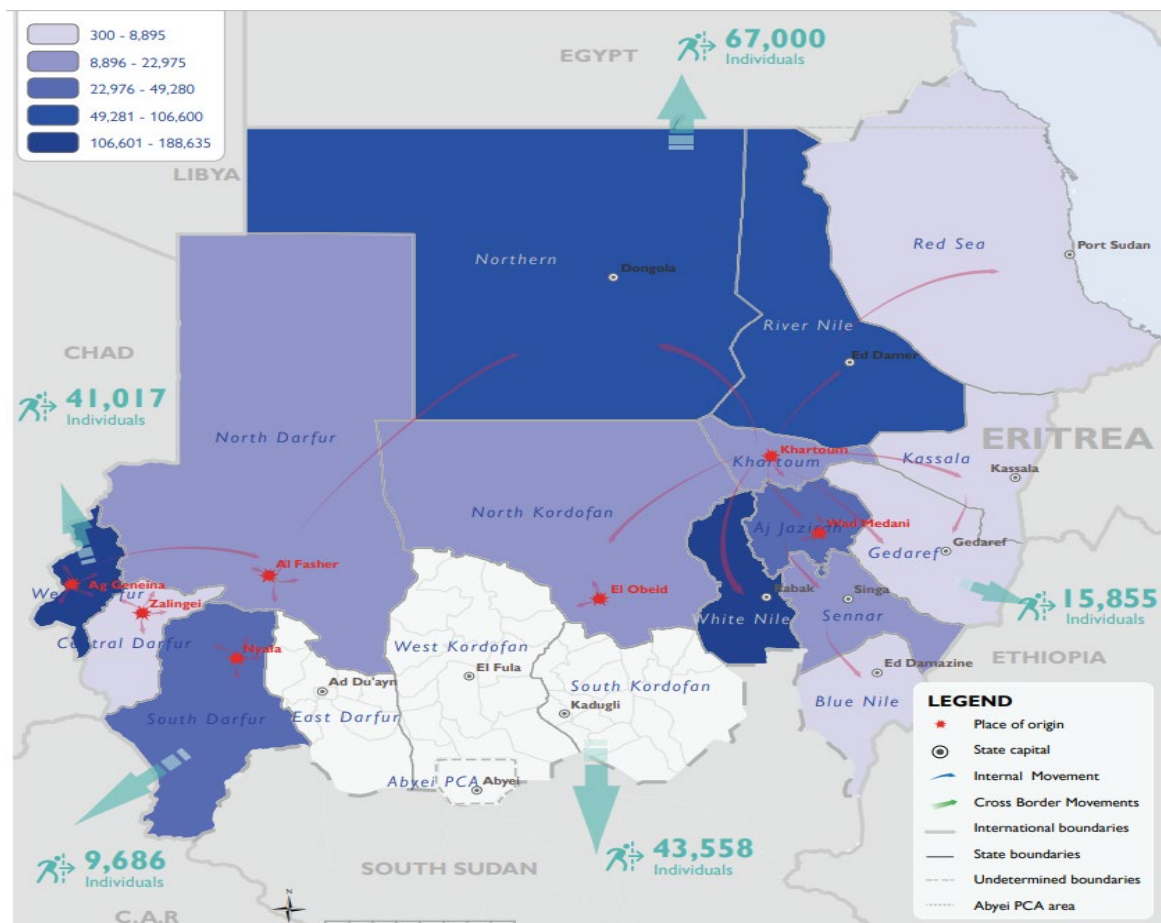 300 - 8,895
8,896 - 22,975
22,976 - 49,280
49,281 - 106,600
106,601 - 188,635
EGYPT
67,000
Individuals
LIBYA
Red Sea
Port Sudan
Northern
Dongola
River Nile
Ed Damer
CHAD
41,017
Individuals
North Darfur
ERITREA
Khartoum
Khartoum
Kassala
Kassala
North Kordofan
Wad Medani
Aj Jazirah
Gedaref
Gedaref
Al Fasher
Ag Geneina
West Darfur
Zalingei
El Obeid
Rabak
Singa
White Nile
Sennar
15,855
Individuals
Central Darfur
Nyala
West Kordofan
El Fula
ETHIOPIA
Ad Du'ayn
South Kordofan
Ed Damazine
Kadugli
Blue Nile
South Darfur
East Darfur
Abyei PCA
Abyei
LEGEND
Place of origin
State capital
Internal Movement
Cross Border Movements
International boundaries
State boundaries
Undetermined boundaries
Abyei PCA area
9,686
Individuals
43,558
Individuals
SOUTH SUDAN
C.A.R